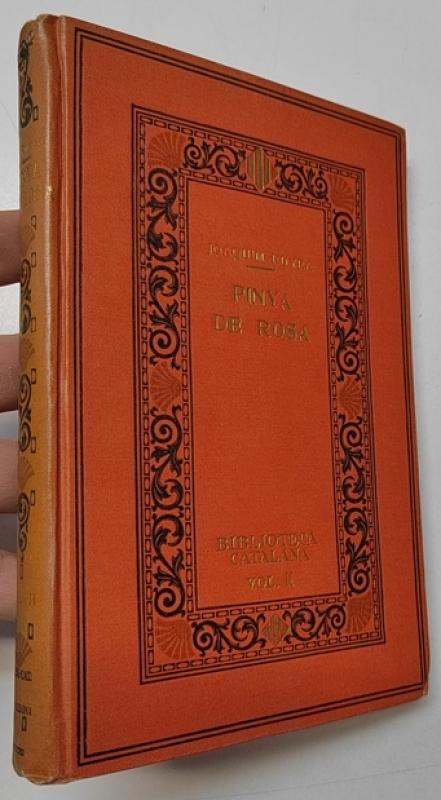 JOAQUIM RUYRA
PINYA
DE ROSA
BIBLIOTECA
CATALANA
VOL. I